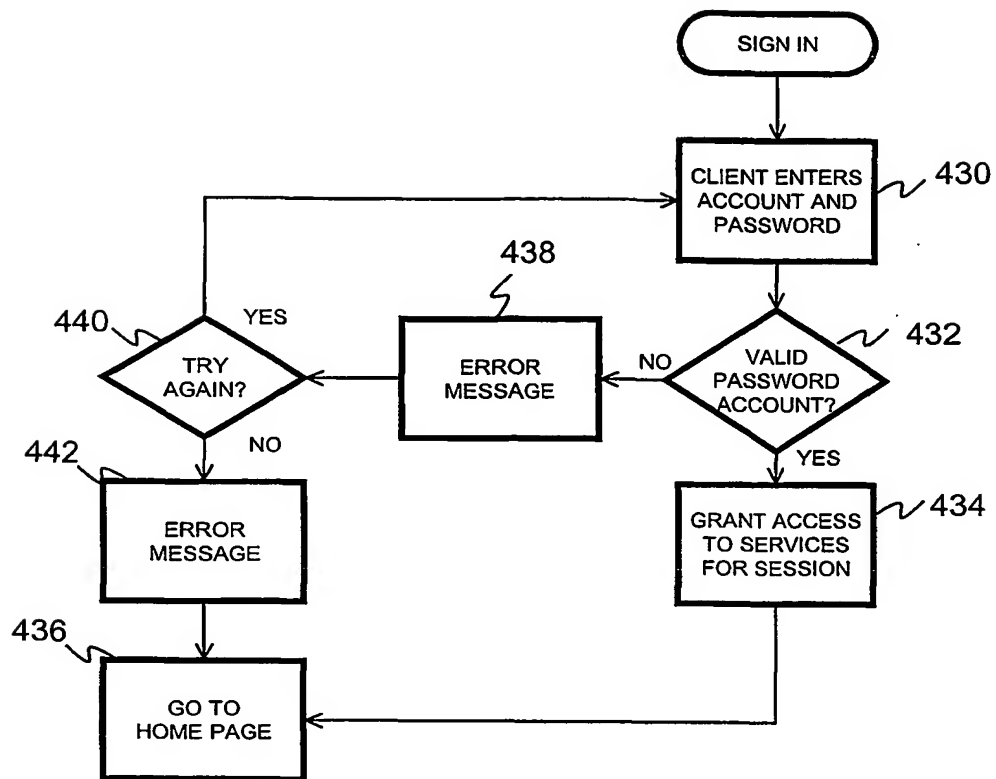 SIGN IN
CLIENT ENTERS
ACCOUNT AND
PASSWORD
430
438
440
YES
TRY
AGAIN?
ERROR
MESSAGE
NO
VALID
PASSWORD
ACCOUNT?
432
NO
YES
442
ERROR
MESSAGE
GRANT ACCESS
TO SERVICES
FOR SESSION
434
436
GO TO
HOME PAGE